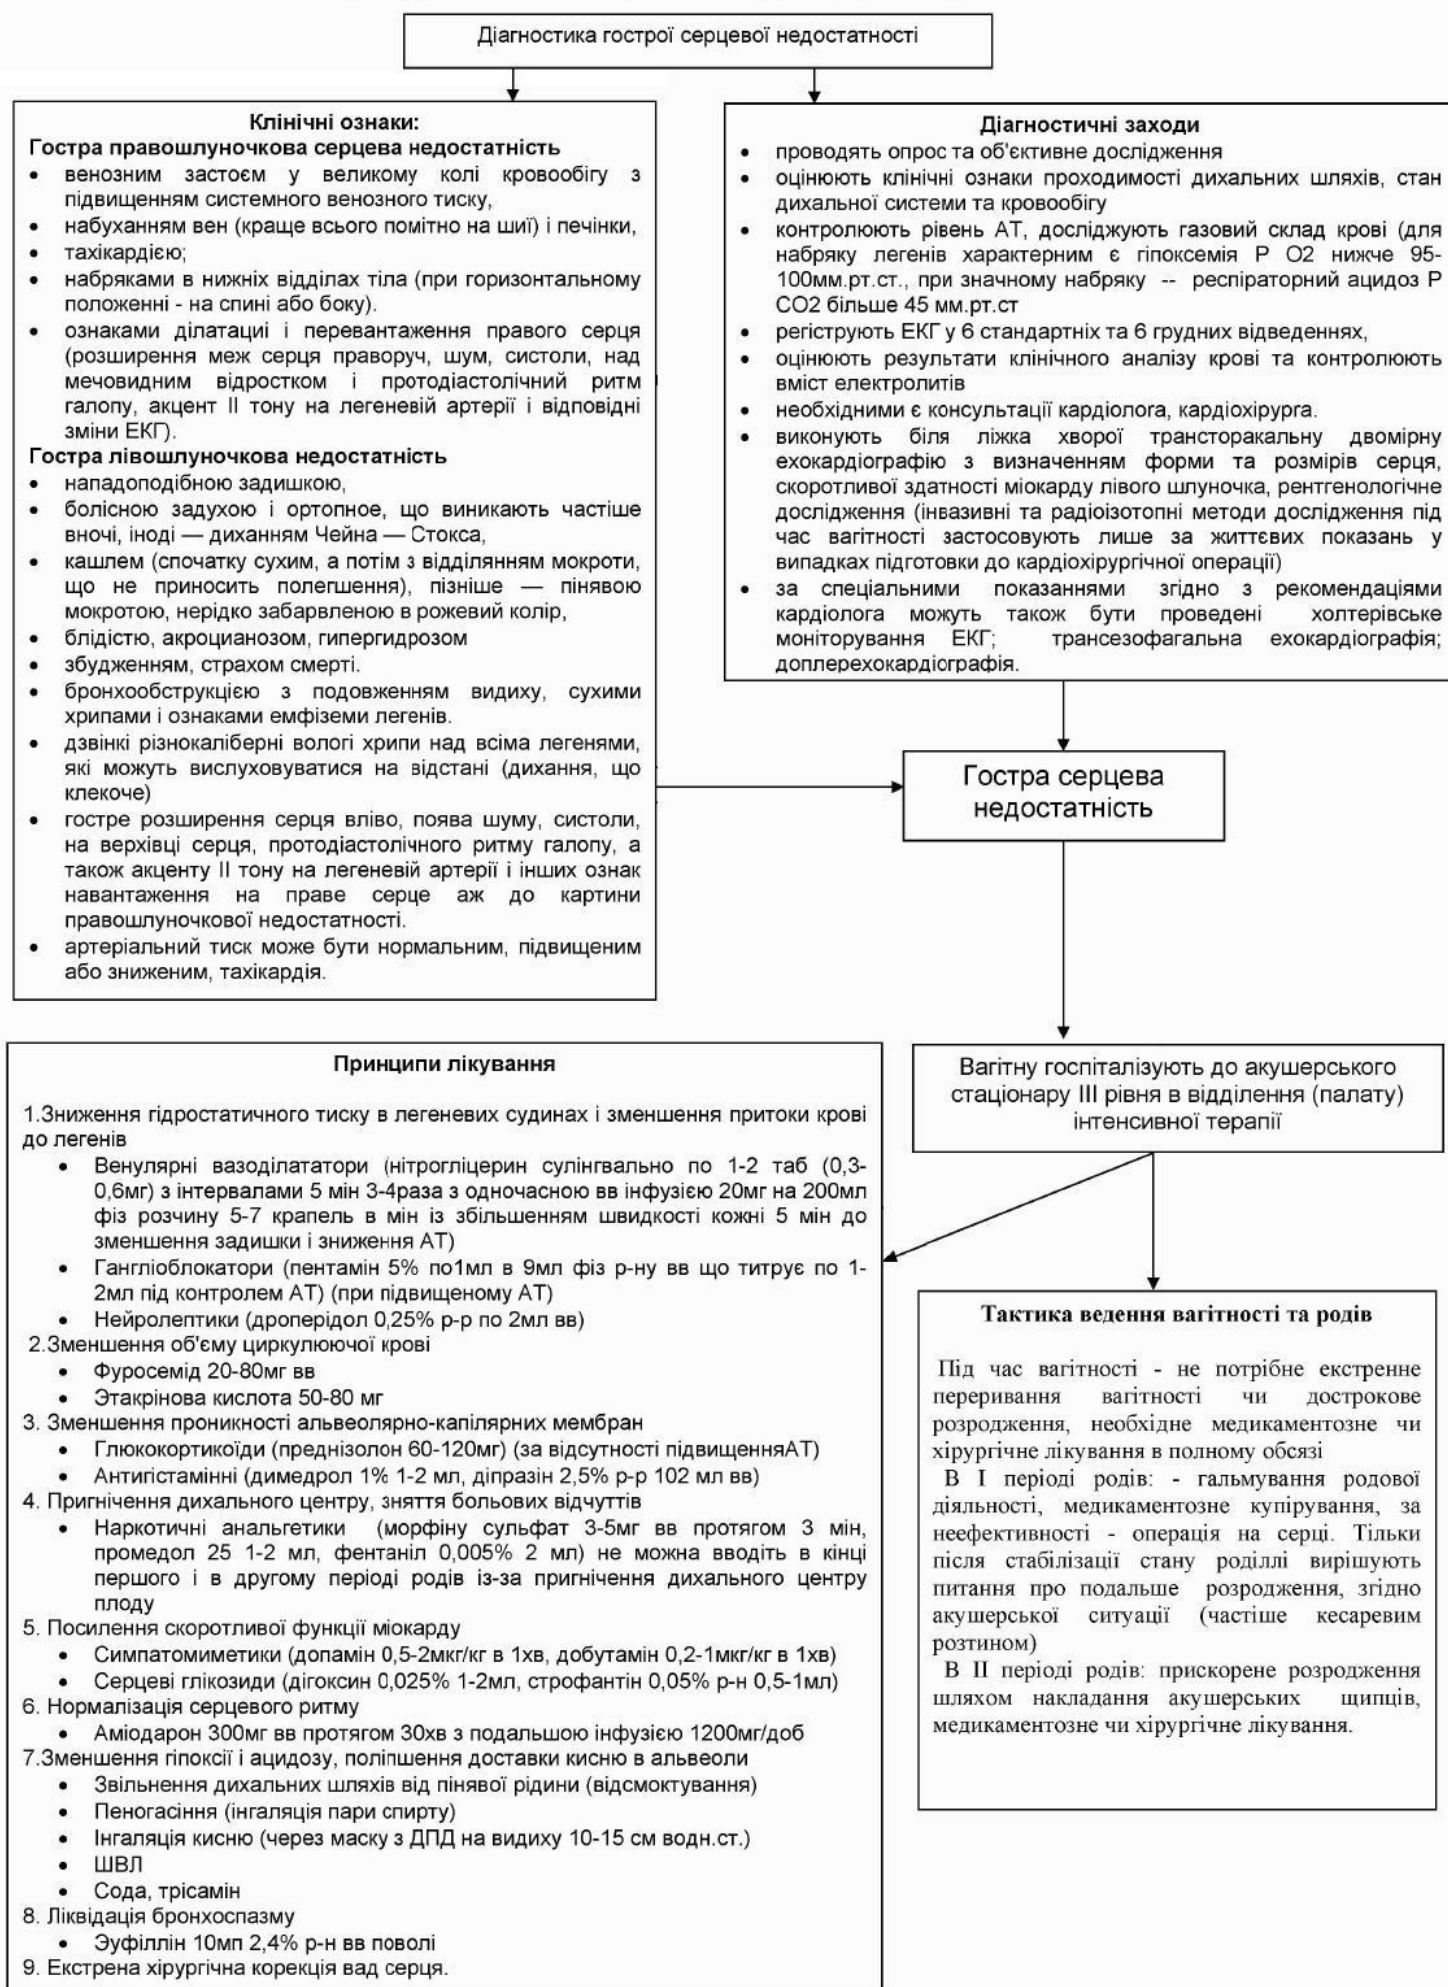 Діагностика гострої серцевої недостатності
Клінічні ознаки:
Гостра правошлуночкова серцева недостатність
• венозним застоєм у великому колі кровообігу з
підвищенням системного венозного тиску,
• набуханням вен (краще всього помітно на шиї) і печінки,
• тахікардією;
• набряками в нижніх відділах тіла (при горизонтальному
положенні - на спині або боку).
• ознаками ділатациі і перевантаження правого серця
(розширення меж серця праворуч, шум, систоли, над
мечовидним відростком і протодіастолічний ритм
галопу, акцент II тону на легеневій артерії і відповідні
зміни ЕКГ).
Гостра лівошлуночкова недостатність
• нападоподібною задишкою,
• болісною задухою і ортопное, що виникають частіше
вночі, іноді — диханням Чейна — Стокса,
• кашлем (спочатку сухим, а потім з відділянням мокроти,
що не приносить полегшення), пізніше — пінявою
мокротою, нерідко забарвленою в рожевий колір,
• блідістю, акроцианозом, гипергидрозом
• збудженням, страхом смерті.
• бронхообструкцією з подовженням видиху, сухими
хрипами і ознаками емфіземи легенів.
• дзвінкі різнокаліберні вологі хрипи над всіма легенями,
які можуть вислуховуватися на відстані (дихання, що
клекоче)
• гостре розширення серця вліво, поява шуму, систоли,
на верхівці серця, протодіастолічного ритму галопу, а
також акценту II тону на легеневій артерії і інших ознак
навантаження на праве серце аж до картини
правошлуночкової недостатності.
• артеріальний тиск може бути нормальним, підвищеним
або зниженим, тахікардія.
Діагностичні заходи
• проводять опрос та об'єктивне дослідження
• оцінюють клінічні ознаки проходимості дихальних шляхів, стан
дихальної системи та кровообігу
• контролюють рівень АТ, досліджують газовий склад крові (для
набряку легенів характерним є гіпоксемія Р О2 нижче 95-
100мм.рт.ст., при значному набряку -- респіраторний ацидоз Р
СО2 більше 45 мм.рт.ст
• регіструють ЕКГ у 6 стандартніх та 6 грудних відведеннях,
• оцінюють результати клінічного аналізу крові та контролюють
вміст електролитів
• необхідними є консультації кардіолога, кардіохірурга.
• виконують біля ліжка хворої трансторакальну двомірну
ехокардіографію з визначенням форми та розмірів серця,
скоротливої здатності міокарду лівого шлуночка, рентгенологічне
дослідження (інвазивні та радіоізотопні методи дослідження під
час вагітності застосовують лише за життєвих показань у
випадках підготовки до кардіохірургічної операції)
• за спеціальними показаннями згідно з рекомендаціями
кардіолога можуть також бути проведені холтерівське
моніторування ЕКГ; трансезофагальна ехокардіографія;
доплерехокардіографія.
Гостра серцева
недостатність
Вагітну госпіталізують до акушерського
стаціонару III рівня в відділення (палату)
інтенсивної терапії
Принципи лікування
1.Зниження гідростатичного тиску в легеневих судинах і зменшення притоки крові
до легенів
• Венулярні вазоділататори (нітрогліцерин сулінгвально по 1-2 таб (0,3-
0,6мг) з інтервалами 5 мін 3-4раза з одночасною вв інфузією 20мг на 200мл
фіз розчину 5-7 крапель в мін із збільшенням швидкості кожні 5 мін до
зменшення задишки і зниження АТ)
• Гангліоблокатори (пентамін 5% по1мл в 9мл фіз р-ну вв що титрує по 1-
2мл під контролем АТ) (при підвищеному АТ)
• Нейролептики (дроперідол 0,25% р-р по 2мл вв)
2.Зменшення об'єму циркулюючої крові
• Фуросемід 20-80мг вв
• Этакрінова кислота 50-80 мг
3. Зменшення проникності альвеолярно-капілярних мембран
• Глюкокортикоїди (преднізолон 60-120мг) (за відсутності підвищенняАТ)
• Антигістамінні (димедрол 1% 1-2 мл, діпразін 2,5% р-р 102 мл вв)
4. Пригнічення дихального центру, зняття больових відчуттів
• Наркотичні анальгетики (морфіну сульфат 3-5мг вв протягом 3 мін,
промедол 25 1-2 мл, фентаніл 0,005% 2 мл) не можна вводіть в кінці
першого і в другому періоді родів із-за пригнічення дихального центру
плоду
5. Посилення скоротливої функції міокарду
• Симпатомиметики (допамін 0,5-2мкг/кг в 1хв, добутамін 0,2-1мкг/кг в 1хв)
• Серцеві глікозиди (дігоксин 0,025% 1-2мл, строфантін 0,05% р-н 0,5-1мл)
6. Нормалізація серцевого ритму
• Аміодарон 300мг вв протягом 30хв з подальшою інфузією 1200мг/доб
7.Зменшення гіпоксії і ацидозу, поліпшення доставки кисню в альвеоли
• Звільнення дихальних шляхів від пінявої рідини (відсмоктування)
• Пеногасіння (інгаляція пари спирту)
• Інгаляція кисню (через маску з ДПД на видиху 10-15 см водн.ст.)
• ШВЛ
• Сода, трісамін
8. Ліквідація бронхоспазму
• Эуфіллін 10мп 2,4% р-н вв поволі
9. Екстрена хірургічна корекція вад серця.
Тактика ведення вагітності та родів
Під час вагітності - не потрібне екстренне
переривання вагітності чи дострокове
розродження, необхідне медикаментозне чи
хірургічне лікування в полному обсязі
В I періоді родів: - гальмування родової
діяльності, медикаментозне купірування, за
неефективності - операція на серці. Тільки
після стабілізації стану роділлі вирішують
питання про подальше розродження, згідно
акушерської ситуації (частіше кесаревим
розтином)
В II періоді родів: прискорене розродження
шляхом накладання акушерських щипців,
медикаментозне чи хірургічне лікування.